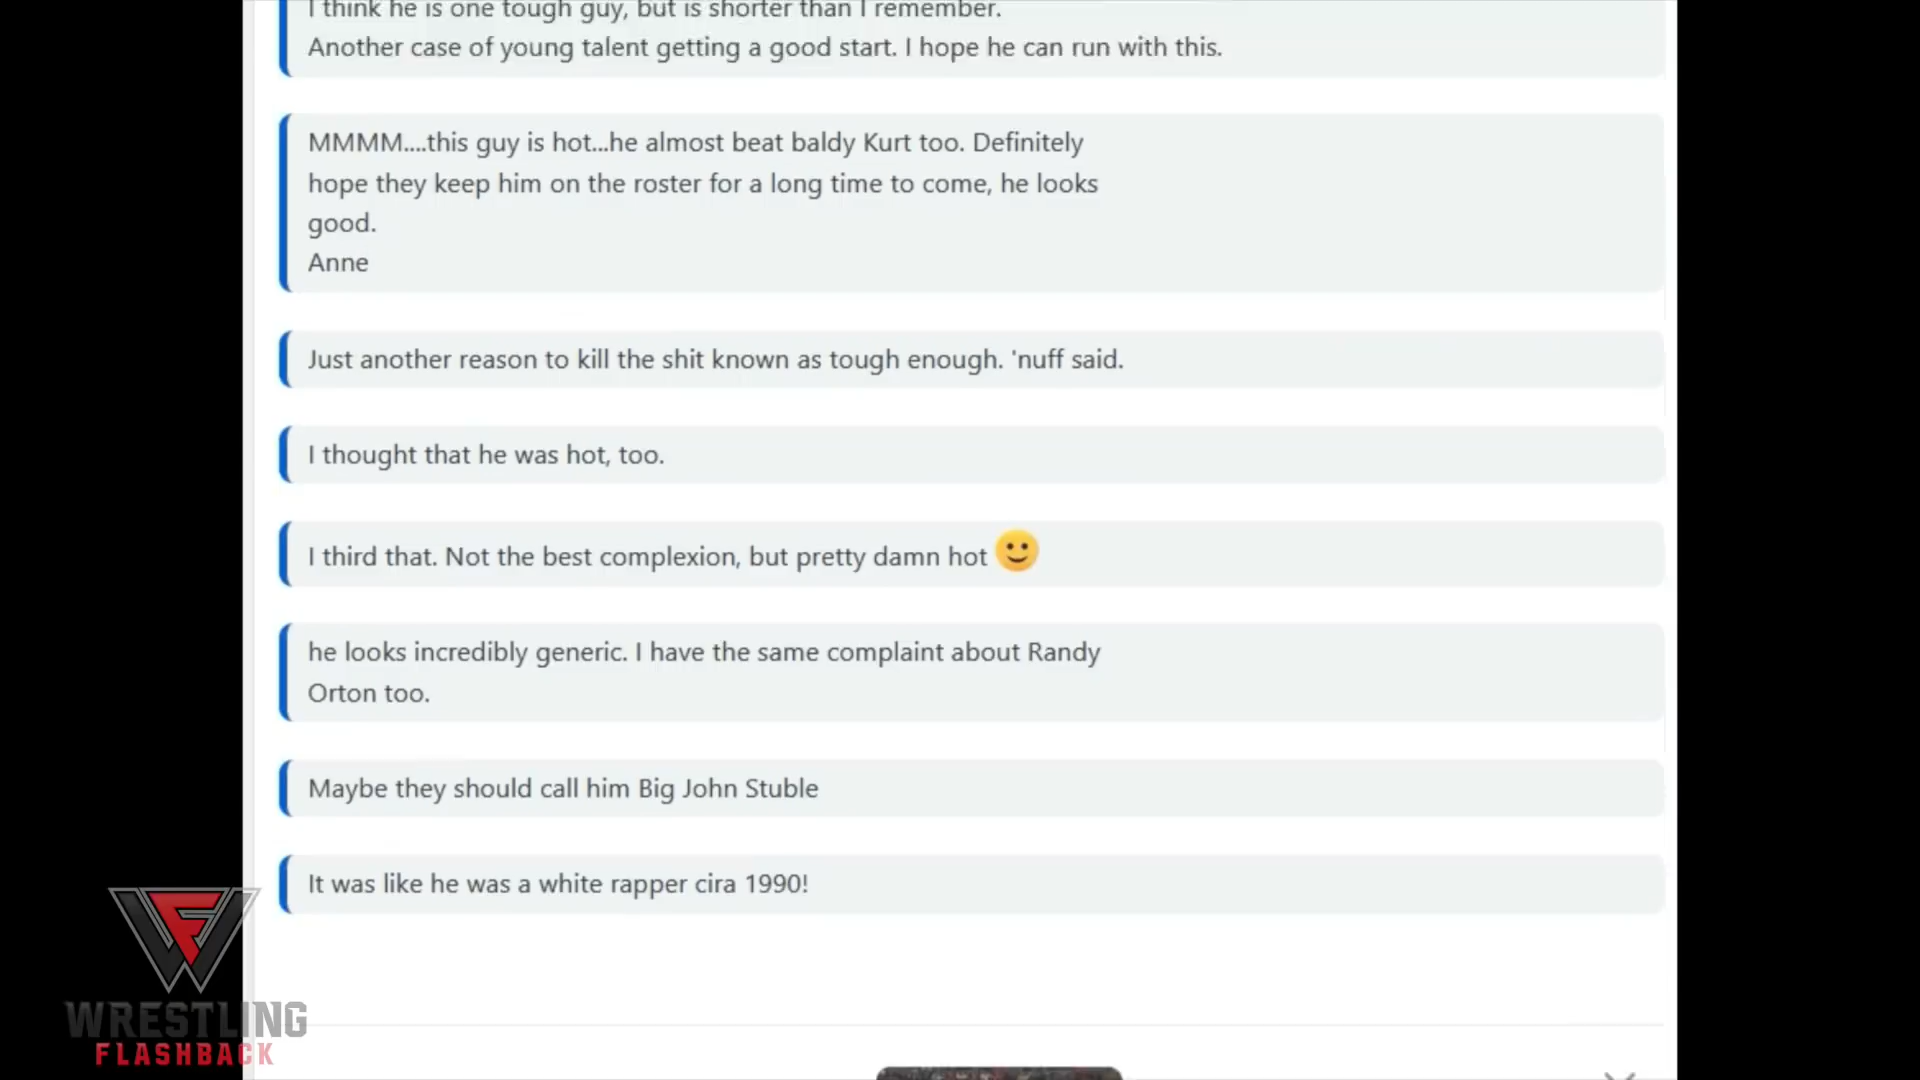 I think he is one tough guy, but is shorter than I remember.
Another case of young talent getting a good start. I hope he can run with this.
MMMM....this guy is hot...he almost beat baldy Kurt too. Definitely
hope they keep him on the roster for a long time to come, he looks
good.
Anne
Just another reason to kill the shit known as tough enough. 'nuff said.
I thought that he was hot, too.
I third that. Not the best complexion, but pretty damn hot 🙂
he looks incredibly generic. I have the same complaint about Randy
Orton too.
Maybe they should call him Big John Stuble
It was like he was a white rapper cira 1990!
WRESTLING
FLASHBACK